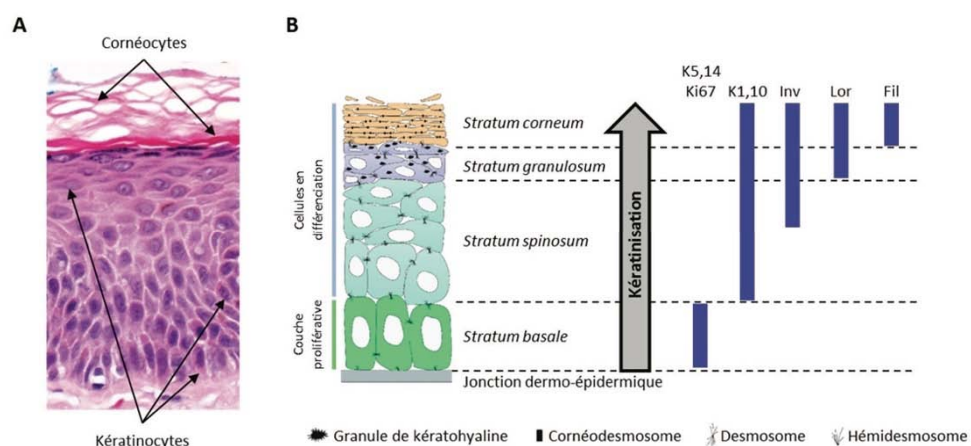 A
Cornéocytes
Kératinocytes
B
K5,14
Ki67 K1,10 Inv Lor Fil
Cellules en
différenciation
Couche
proliférative
Stratum corneum
Stratum granulosum
Stratum spinosum
Stratum basale
Jonction dermo-épidermique
Kératinisation
Granule de kératohyaline Cornéodesmosome Desmosome Hémidesmosome